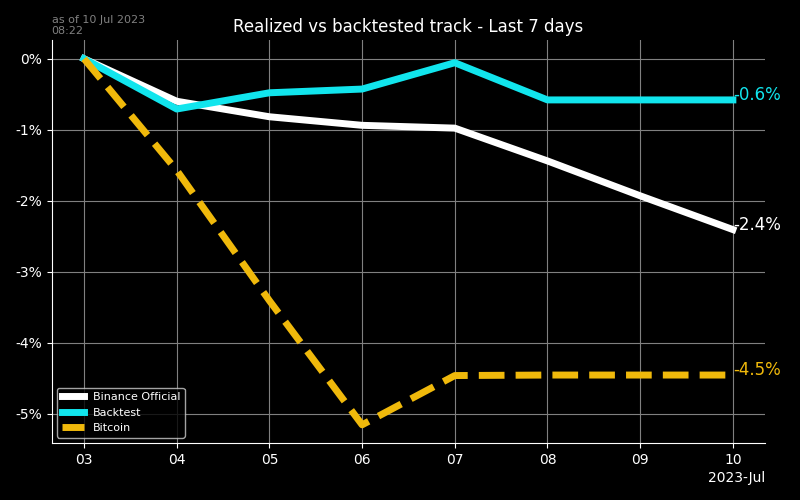 as of 10 Jul 2023
08:22
Realized vs backtested track - Last 7 days
0%
-1%
-2%
-3%
-4%
-5%
-0.6%
-2.4%
-4.5%
Binance Official
Backtest
Bitcoin
03 04 05 06 07 08 09 10
2023-Jul